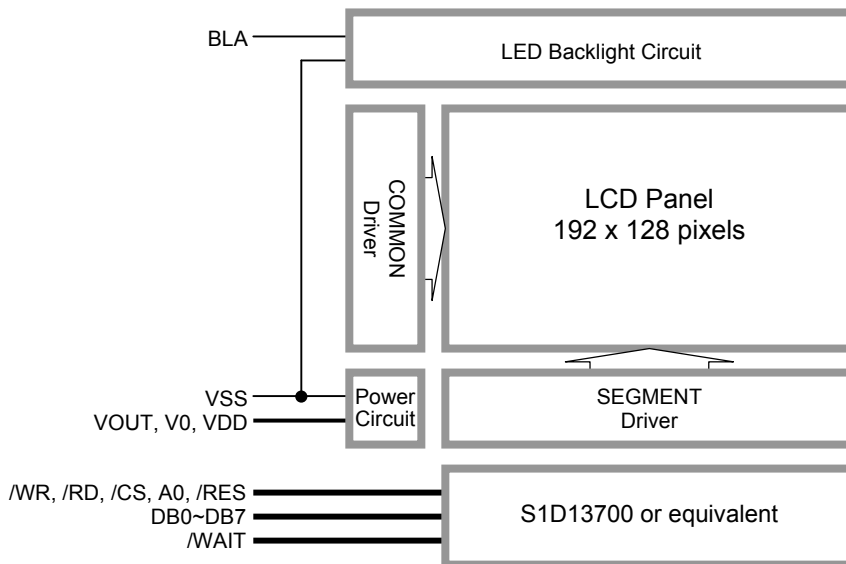 BLA
LED Backlight Circuit
COMMON
Driver
LCD Panel
192 x 128 pixels
VSS
VOUT, V0, VDD
Power
Circuit
SEGMENT
Driver
/WR, /RD, /CS, A0, /RES
DB0~DB7
/WAIT
S1D13700 or equivalent